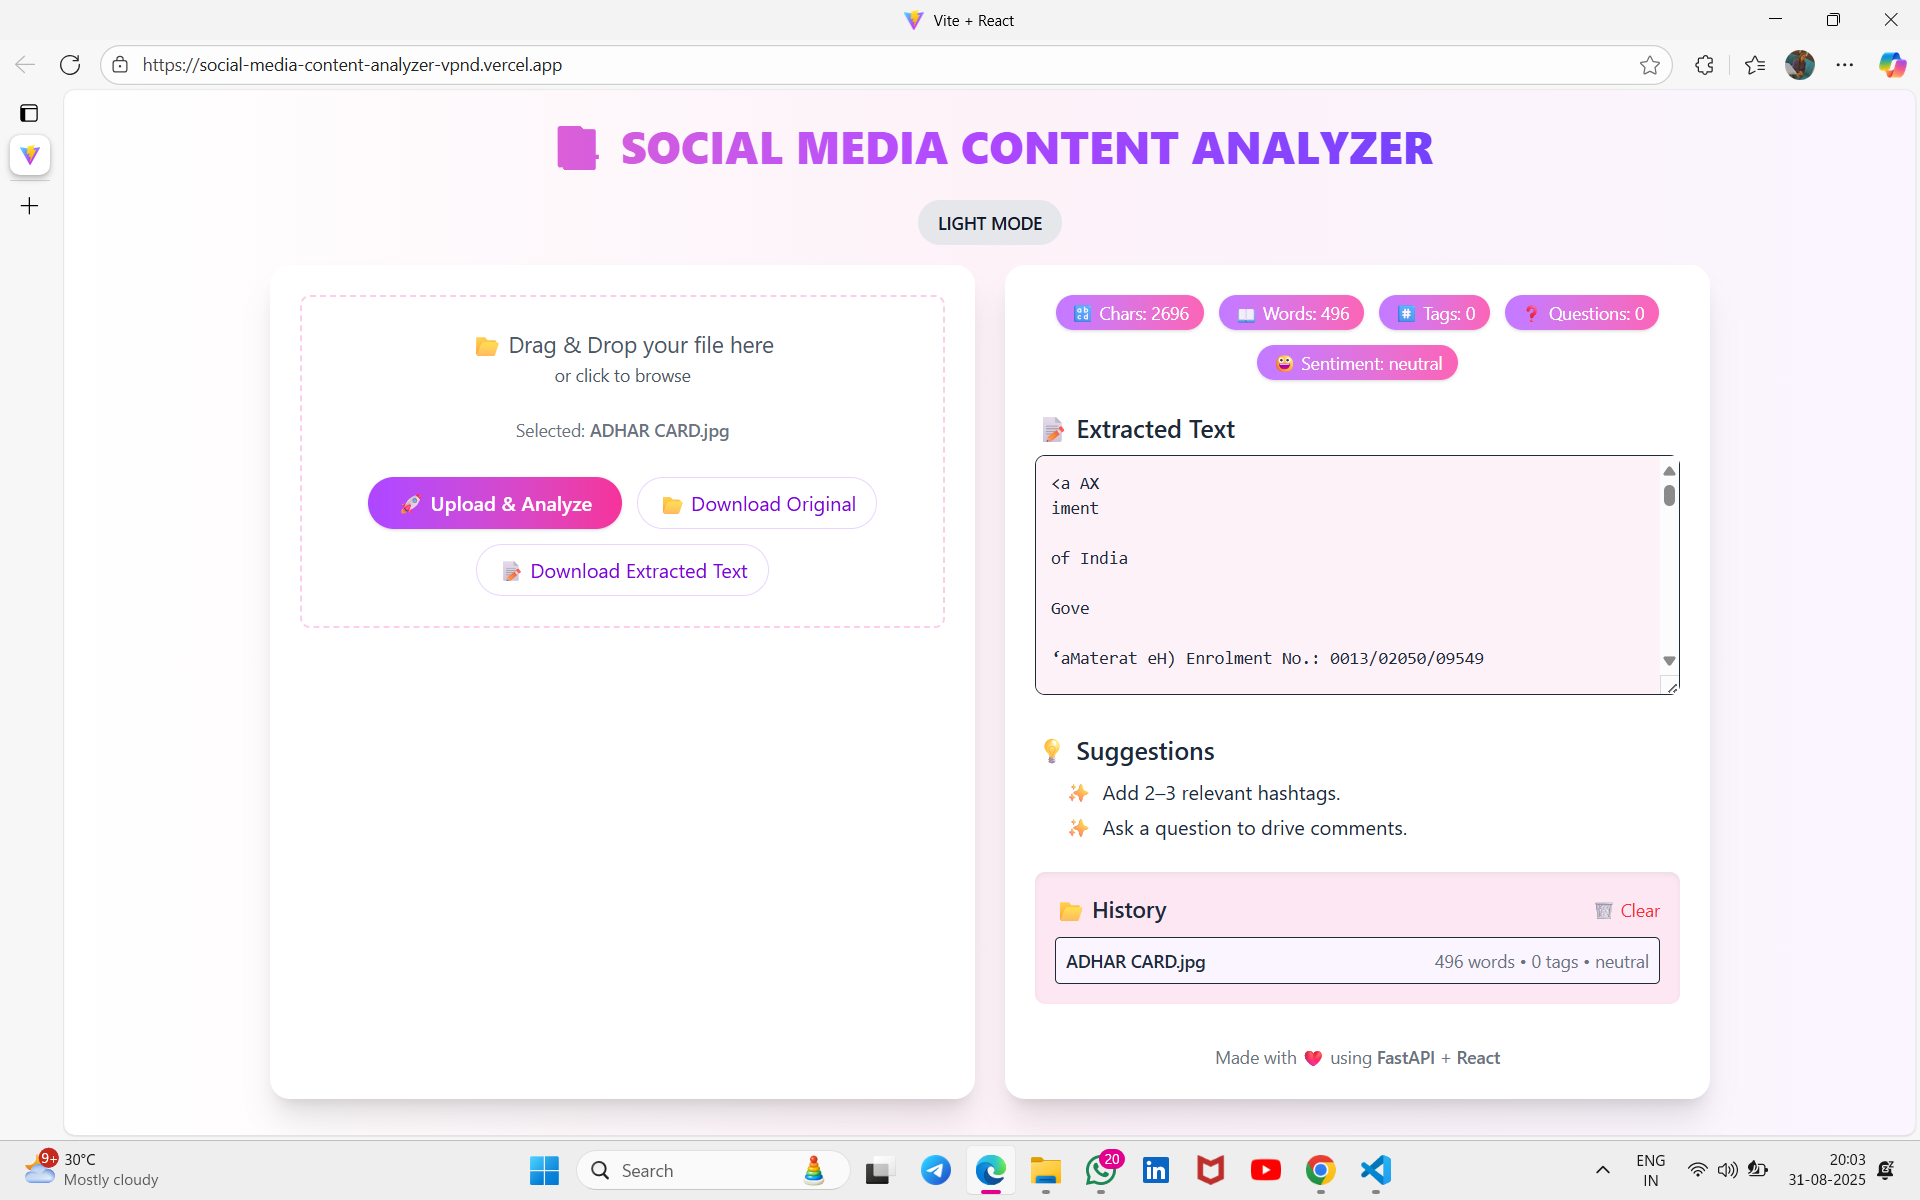 Vite + React
https://social-media-content-analyzer-vpnd.vercel.app
SOCIAL MEDIA CONTENT ANALYZER
LIGHT MODE
Drag & Drop your file here
or click to browse
Selected: ADHAR CARD.jpg
Upload & Analyze
Download Original
Download Extracted Text
Chars: 2696
Words: 496
Tags: 0
Questions: 0
Sentiment: neutral
Extracted Text
<a AX
iment
of India
Gove
‘aMaterat eH) Enrolment No.: 0013/02050/09549
Suggestions
Add 2–3 relevant hashtags.
Ask a question to drive comments.
History
Clear
ADHAR CARD.jpg
496 words • 0 tags • neutral
Made with ❤️ using FastAPI + React
9+
30°C
Mostly cloudy
Search
20
ENG
IN
20:03
31-08-2025